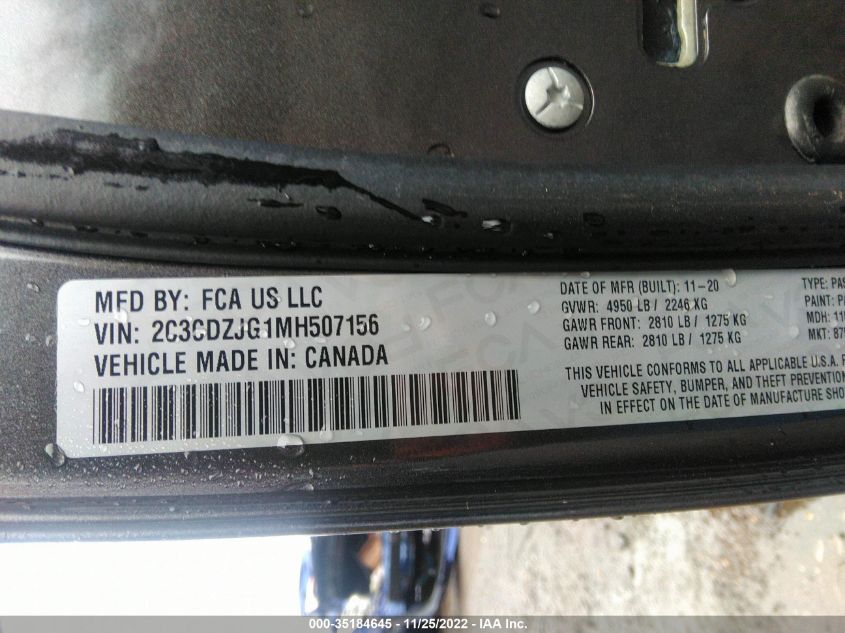 MFD BY: FCA US LLC
VIN: 2C3CDZJG1MH507156
VEHICLE MADE IN: CANADA
DATE OF MFR (BUILT): 11-20
GVWR: 4950 LB / 2246 KG
GAWR FRONT: 2810 LB / 1275 KG
GAWR REAR: 2810 LB / 1275 KG
THIS VEHICLE CONFORMS TO ALL APPLICABLE U.S.A.
VEHICLE SAFETY, BUMPER, AND THEFT PREVENTION
IN EFFECT ON THE DATE OF MANUFACTURE
TYPE:
PAINT:
MDH:
MKT:
000-35184645 - 11/25/2022 - IAA Inc.